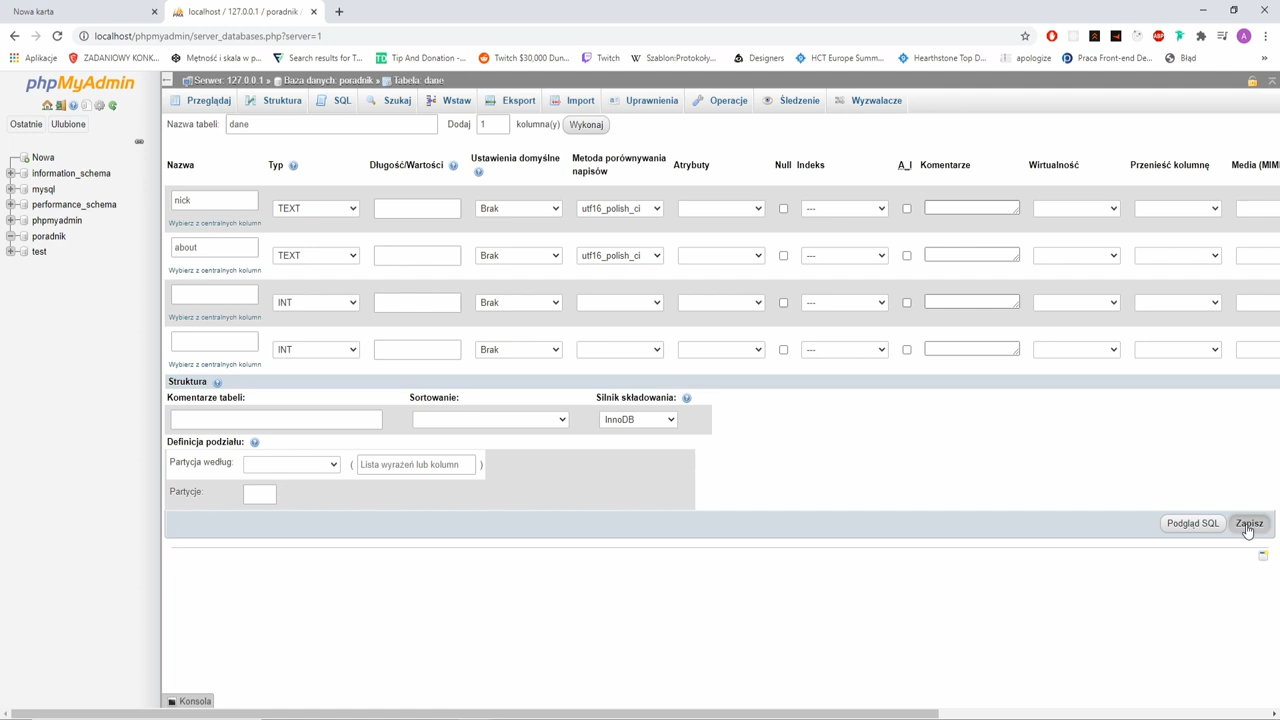 Nowa karta
localhost / 127.0.0.1 / poradnik /
localhost/phpmyadmin/server_databases.php?server=1
Aplikacje
ZADANIOWY KONK...
Mętność i skala w p...
Streamer Resource...
Tip And Donation -...
Twitch $30,000 Dun...
Twitch
Szablon:Protokoły...
Designers
HCT Europe Summ...
Hearthstone Top D...
apologize
Praca Front-end De...
Błąd
phpMyAdmin
Ostatnie
Ulubione
Nowa
information_schema
mysql
performance_schema
phpmyadmin
poradnik
test
Serwer: 127.0.0.1 » Baza danych: poradnik » Tabela: dane
Przeglądaj
Struktura
SQL
Szukaj
Wstaw
Eksport
Import
Uprawnienia
Operacje
Śledzenie
Wyzwalacze
Nazwa tabeli: dane Dodaj 1 kolumna(y) Wykonaj
Nazwa Typ Długość/Wartości Ustawienia domyślne Metoda porównywania napisów Atrybuty Null Indeks A_I Komentarze Wirtualność Przenieść kolumnę Media (MIM
nick TEXT Brak utf16_polish_ci ---
Wybierz z centralnych kolumn
about TEXT Brak utf16_polish_ci ---
Wybierz z centralnych kolumn
INT Brak ---
Wybierz z centralnych kolumn
INT Brak ---
Wybierz z centralnych kolumn
Struktura
Komentarze tabeli: Sortowanie: Silnik składowania:
InnoDB
Definicja podziału:
Partycja według: ( Lista wyrażeń lub kolumn )
Partycje:
Podgląd SQL Zapisz
Konsola